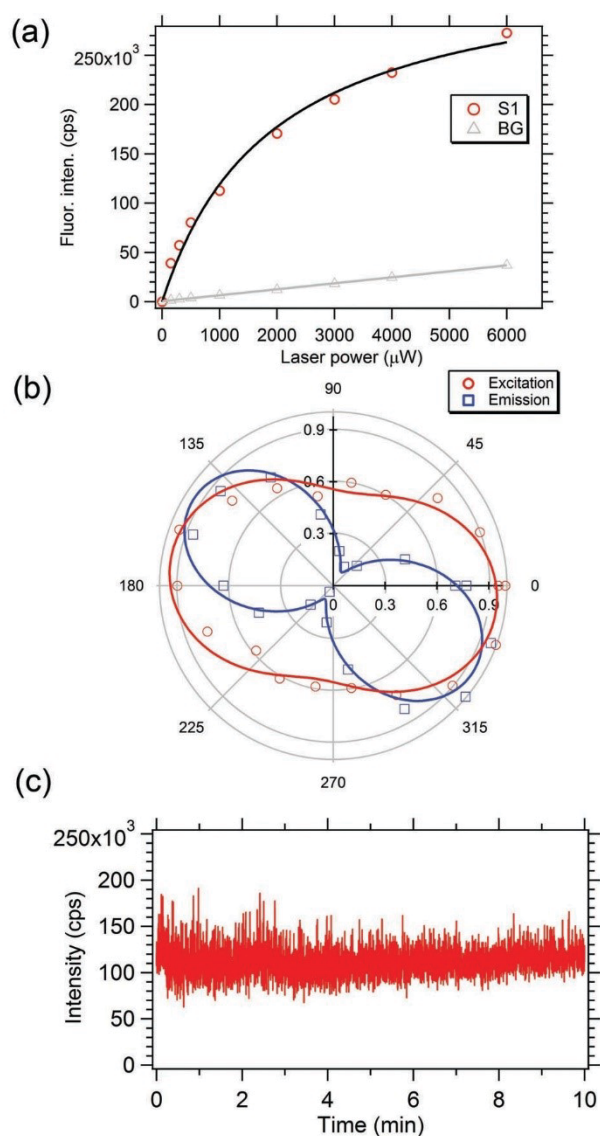 (a)
250x10³
200
150
100
50
0
Fluor. inten. (cps)
S1
BG
0 1000 2000 3000 4000 5000 6000
Laser power (μW)
(b)
Excitation
Emission
90
135 45
0.9
0.6
0.3
180 0
0.0 0.3 0.6 0.9
225 315
270
(c)
250x10³
200
150
100
50
0
Intensity (cps)
0 2 4 6 8 10
Time (min)